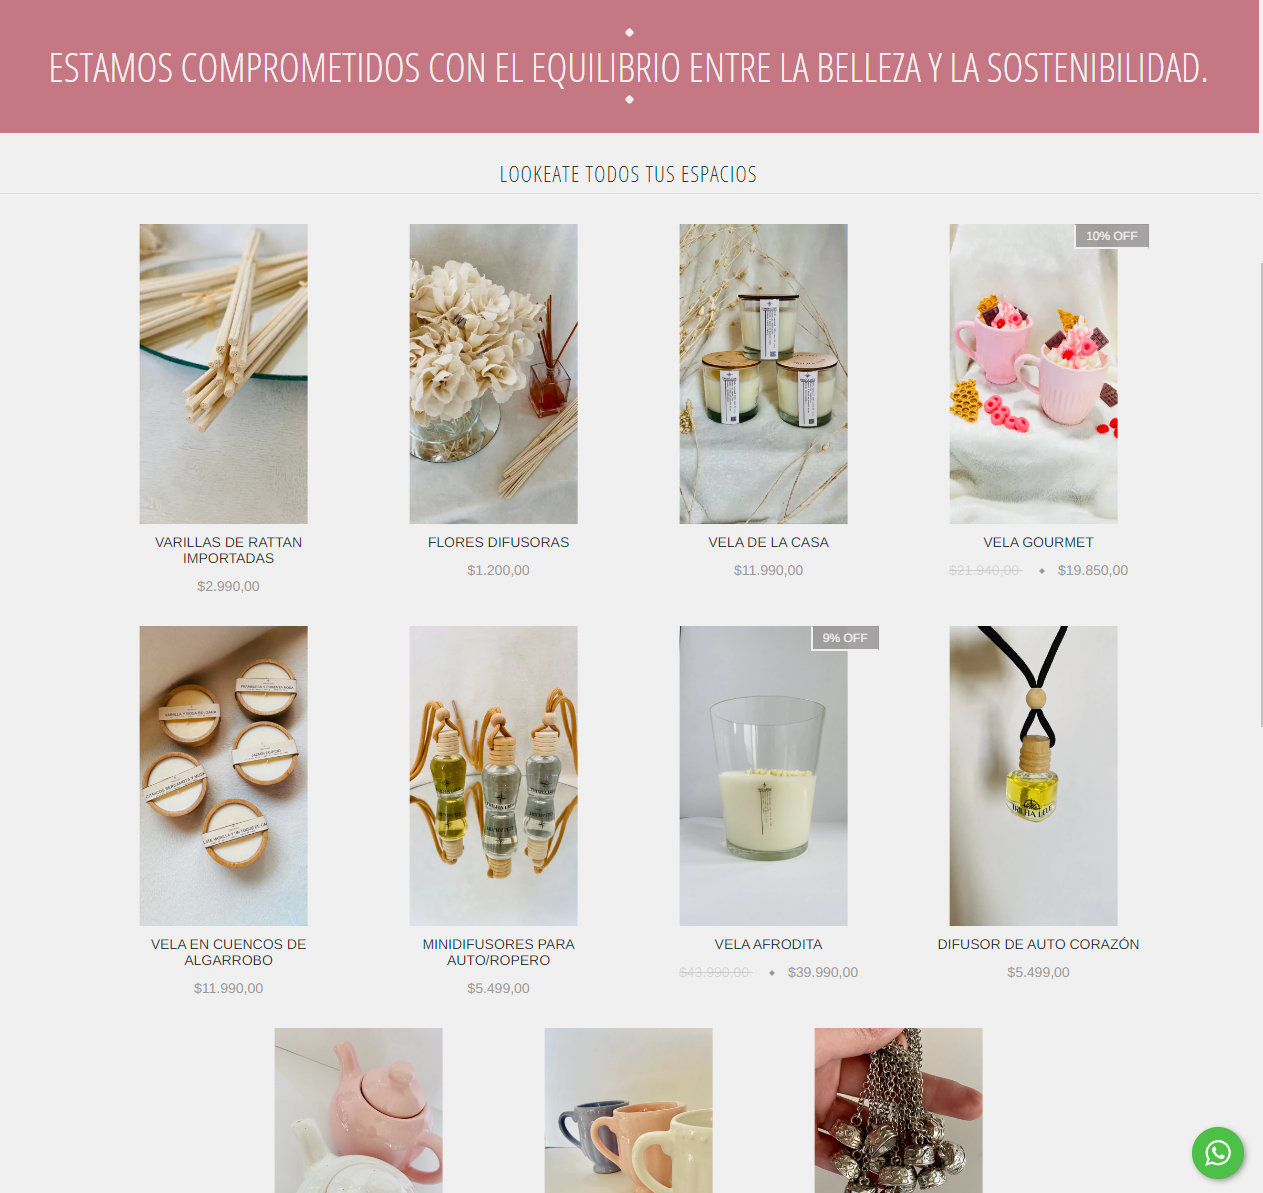 ESTAMOS COMPROMETIDOS CON EL EQUILIBRIO ENTRE LA BELLEZA Y LA SOSTENIBILIDAD.
LOOKEATE TODOS TUS ESPACIOS
10% OFF
VARILLAS DE RATTAN
IMPORTADAS
$2.990,00
FLORES DIFUSORAS
$1.200,00
VELA DE LA CASA
$11.990,00
VELA GOURMET
$21.940,00 $19.850,00
9% OFF
VELA EN CUENCOS DE
ALGARROBO
$11.990,00
MINIDIFUSORES PARA
AUTO/ROPERO
$5.499,00
VELA AFRODITA
$43.990,00 $39.990,00
DIFUSOR DE AUTO CORAZÓN
$5.499,00